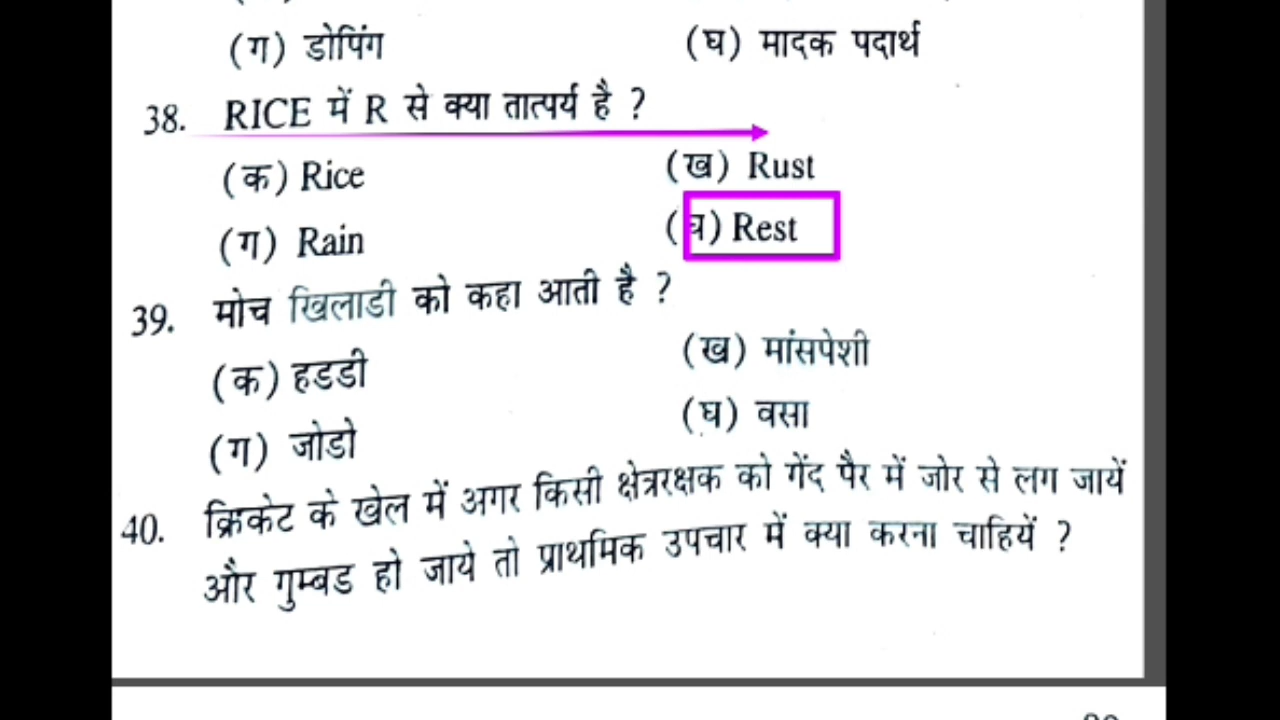 (ग) डोपिंग (घ) मादक पदार्थ
38. RICE में R से क्या तात्पर्य है ?
(क) Rice (ख) Rust
(ग) Rain (घ) Rest
39. मोच खिलाडी को कहा आती है ?
(क) हडडी (ख) मांसपेशी
(ग) जोडो (घ) वसा
40. क्रिकेट के खेल में अगर किसी क्षेत्ररक्षक को गेंद पैर में जोर से लग जायें
और गुम्बड हो जाये तो प्राथमिक उपचार में क्या करना चाहियें ?